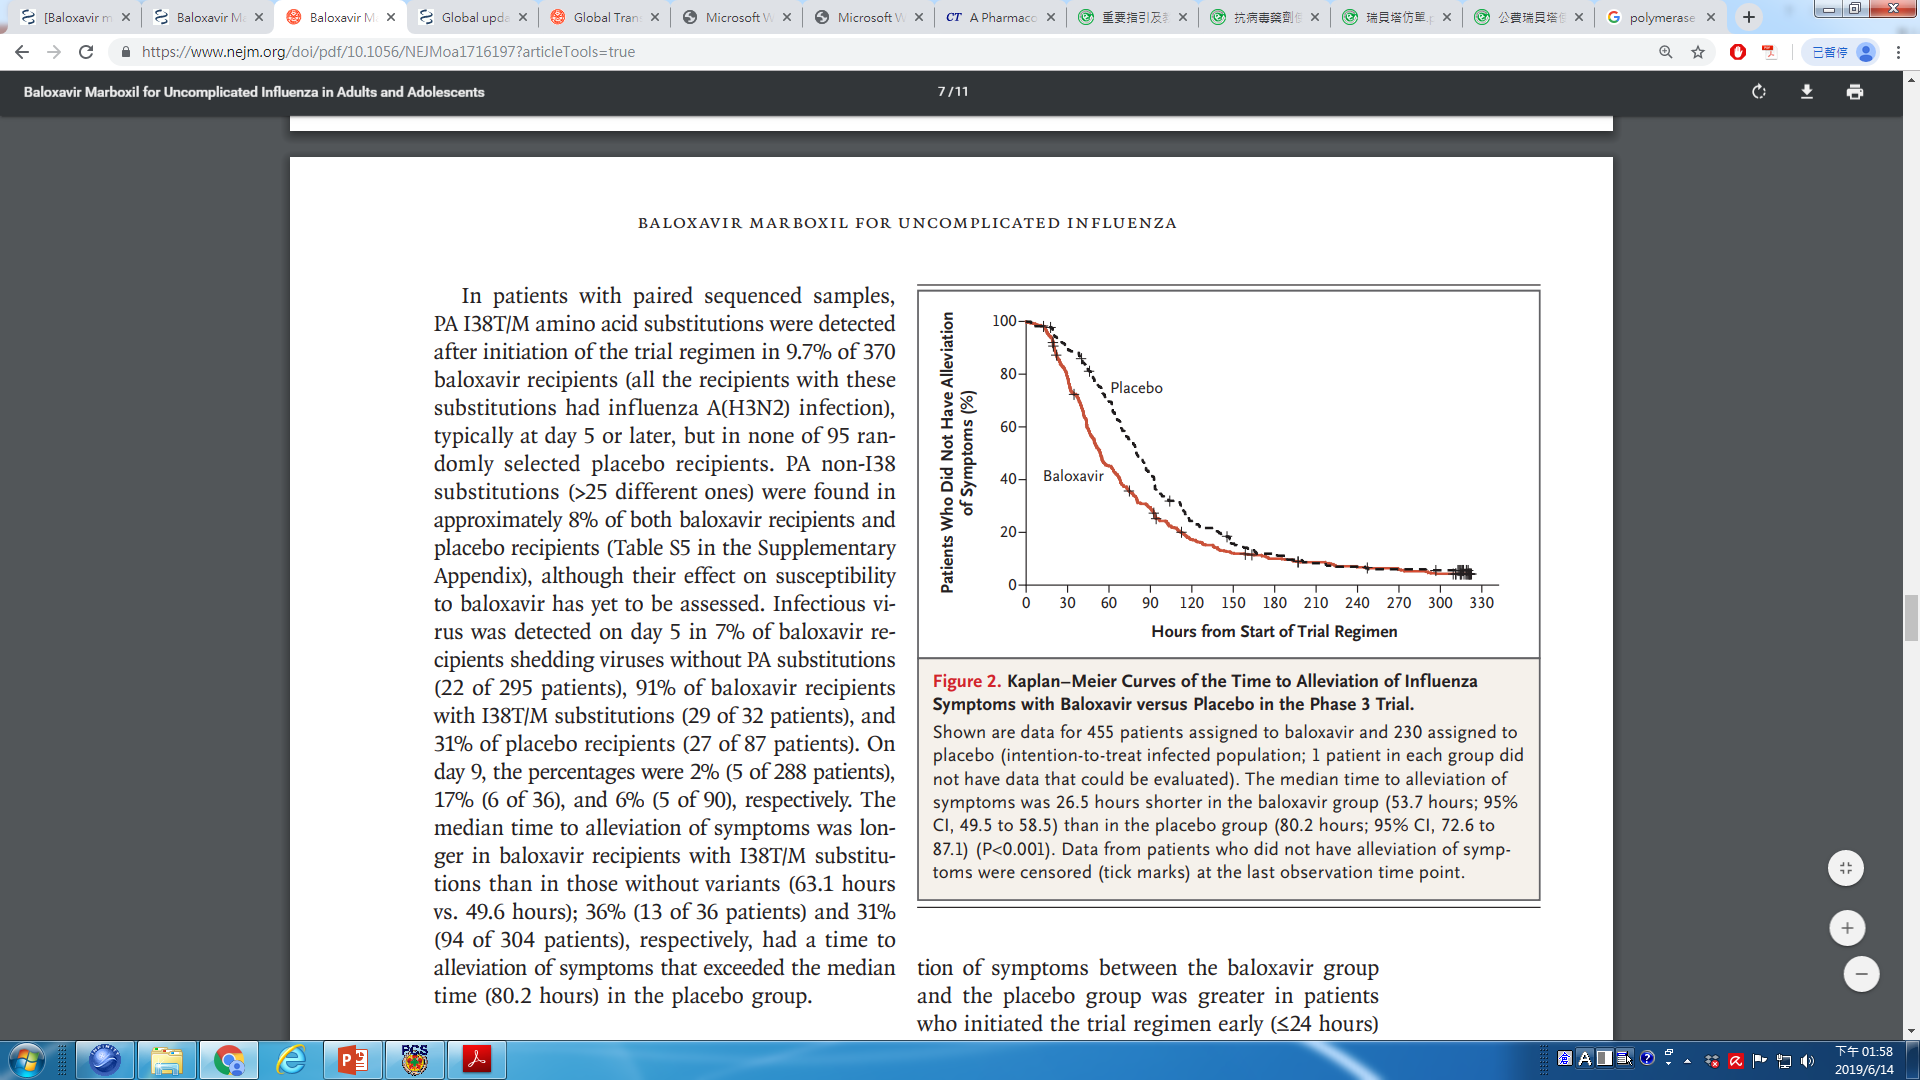 [Baloxavir m
Baloxavir Ma
Baloxavir M
Global upda
Global Tran
Microsoft W
Microsoft W
CT A Pharmaco
重要指引及
抗病毒藥劑
瑞貝塔仿單.p
公費瑞貝塔
polymerase
https://www.nejm.org/doi/pdf/10.1056/NEJMoa1716197?articleTools=true
已暫停
Baloxavir Marboxil for Uncomplicated Influenza in Adults and Adolescents
7 / 11
BALOXAVIR MARBOXIL FOR UNCOMPLICATED INFLUENZA
In patients with paired sequenced samples,
PA I38T/M amino acid substitutions were detected
after initiation of the trial regimen in 9.7% of 370
baloxavir recipients (all the recipients with these
substitutions had influenza A(H3N2) infection),
typically at day 5 or later, but in none of 95 ran-
domly selected placebo recipients. PA non-I38
substitutions (>25 different ones) were found in
approximately 8% of both baloxavir recipients and
placebo recipients (Table S5 in the Supplementary
Appendix), although their effect on susceptibility
to baloxavir has yet to be assessed. Infectious vi-
rus was detected on day 5 in 7% of baloxavir re-
cipients shedding viruses without PA substitutions
(22 of 295 patients), 91% of baloxavir recipients
with I38T/M substitutions (29 of 32 patients), and
31% of placebo recipients (27 of 87 patients). On
day 9, the percentages were 2% (5 of 288 patients),
17% (6 of 36), and 6% (5 of 90), respectively. The
median time to alleviation of symptoms was lon-
ger in baloxavir recipients with I38T/M substitu-
tions than in those without variants (63.1 hours
vs. 49.6 hours); 36% (13 of 36 patients) and 31%
(94 of 304 patients), respectively, had a time to
alleviation of symptoms that exceeded the median
time (80.2 hours) in the placebo group.
Patients Who Did Not Have Alleviation
of Symptoms (%)
100
80
60
40
20
0
Placebo
Baloxavir
0 30 60 90 120 150 180 210 240 270 300 330
Hours from Start of Trial Regimen
Figure 2. Kaplan–Meier Curves of the Time to Alleviation of Influenza
Symptoms with Baloxavir versus Placebo in the Phase 3 Trial.
Shown are data for 455 patients assigned to baloxavir and 230 assigned to
placebo (intention-to-treat infected population; 1 patient in each group did
not have data that could be evaluated). The median time to alleviation of
symptoms was 26.5 hours shorter in the baloxavir group (53.7 hours; 95%
CI, 49.5 to 58.5) than in the placebo group (80.2 hours; 95% CI, 72.6 to
87.1) (P<0.001). Data from patients who did not have alleviation of symp-
toms were censored (tick marks) at the last observation time point.
tion of symptoms between the baloxavir group
and the placebo group was greater in patients
who initiated the trial regimen early (≤24 hours)
PCS
A
下午 01:58
2019/6/14